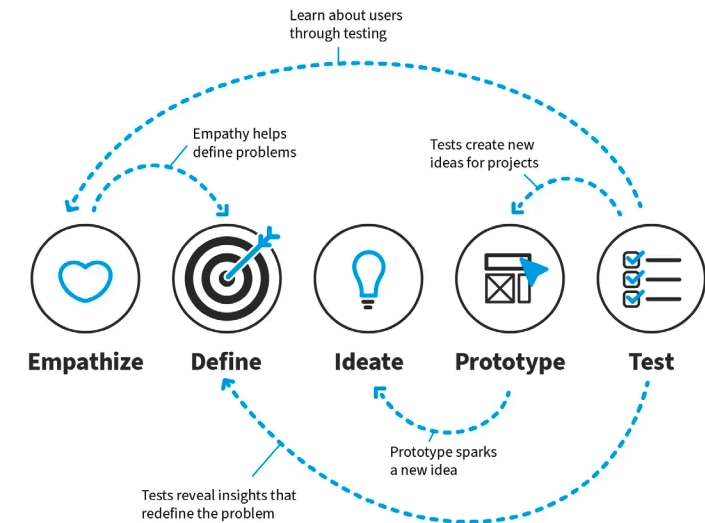 Learn about users
through testing
Empathy helps
define problems
Tests create new
ideas for projects
Empathize
Define
Ideate
Prototype
Test
Prototype sparks
a new idea
Tests reveal insights that
redefine the problem